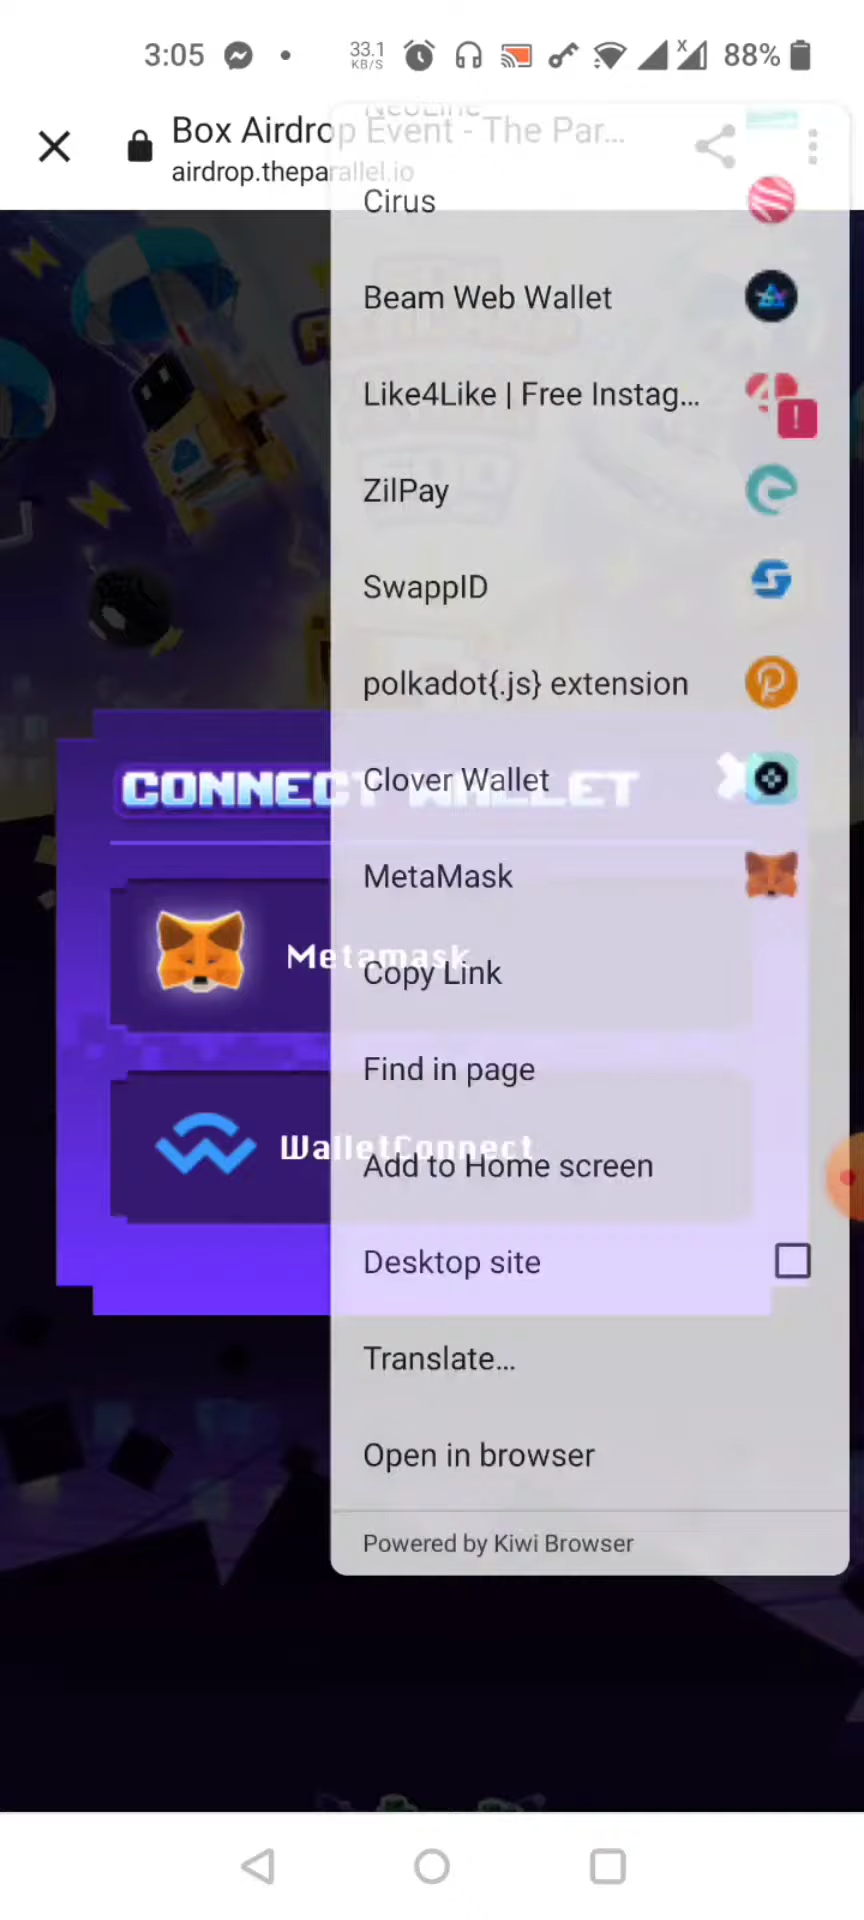 3:05
33.1
KB/S
x
88%
Box Airdrop Event - The Par...
airdrop.theparallel.io
NeoLine
Cirus
Beam Web Wallet
Like4Like | Free Instag...
ZilPay
SwappID
polkadot{.js} extension
CONNECT WALLET
Clover Wallet
MetaMask
Metamask
Copy Link
Find in page
WalletConnect
Add to Home screen
Desktop site
Translate...
Open in browser
Powered by Kiwi Browser